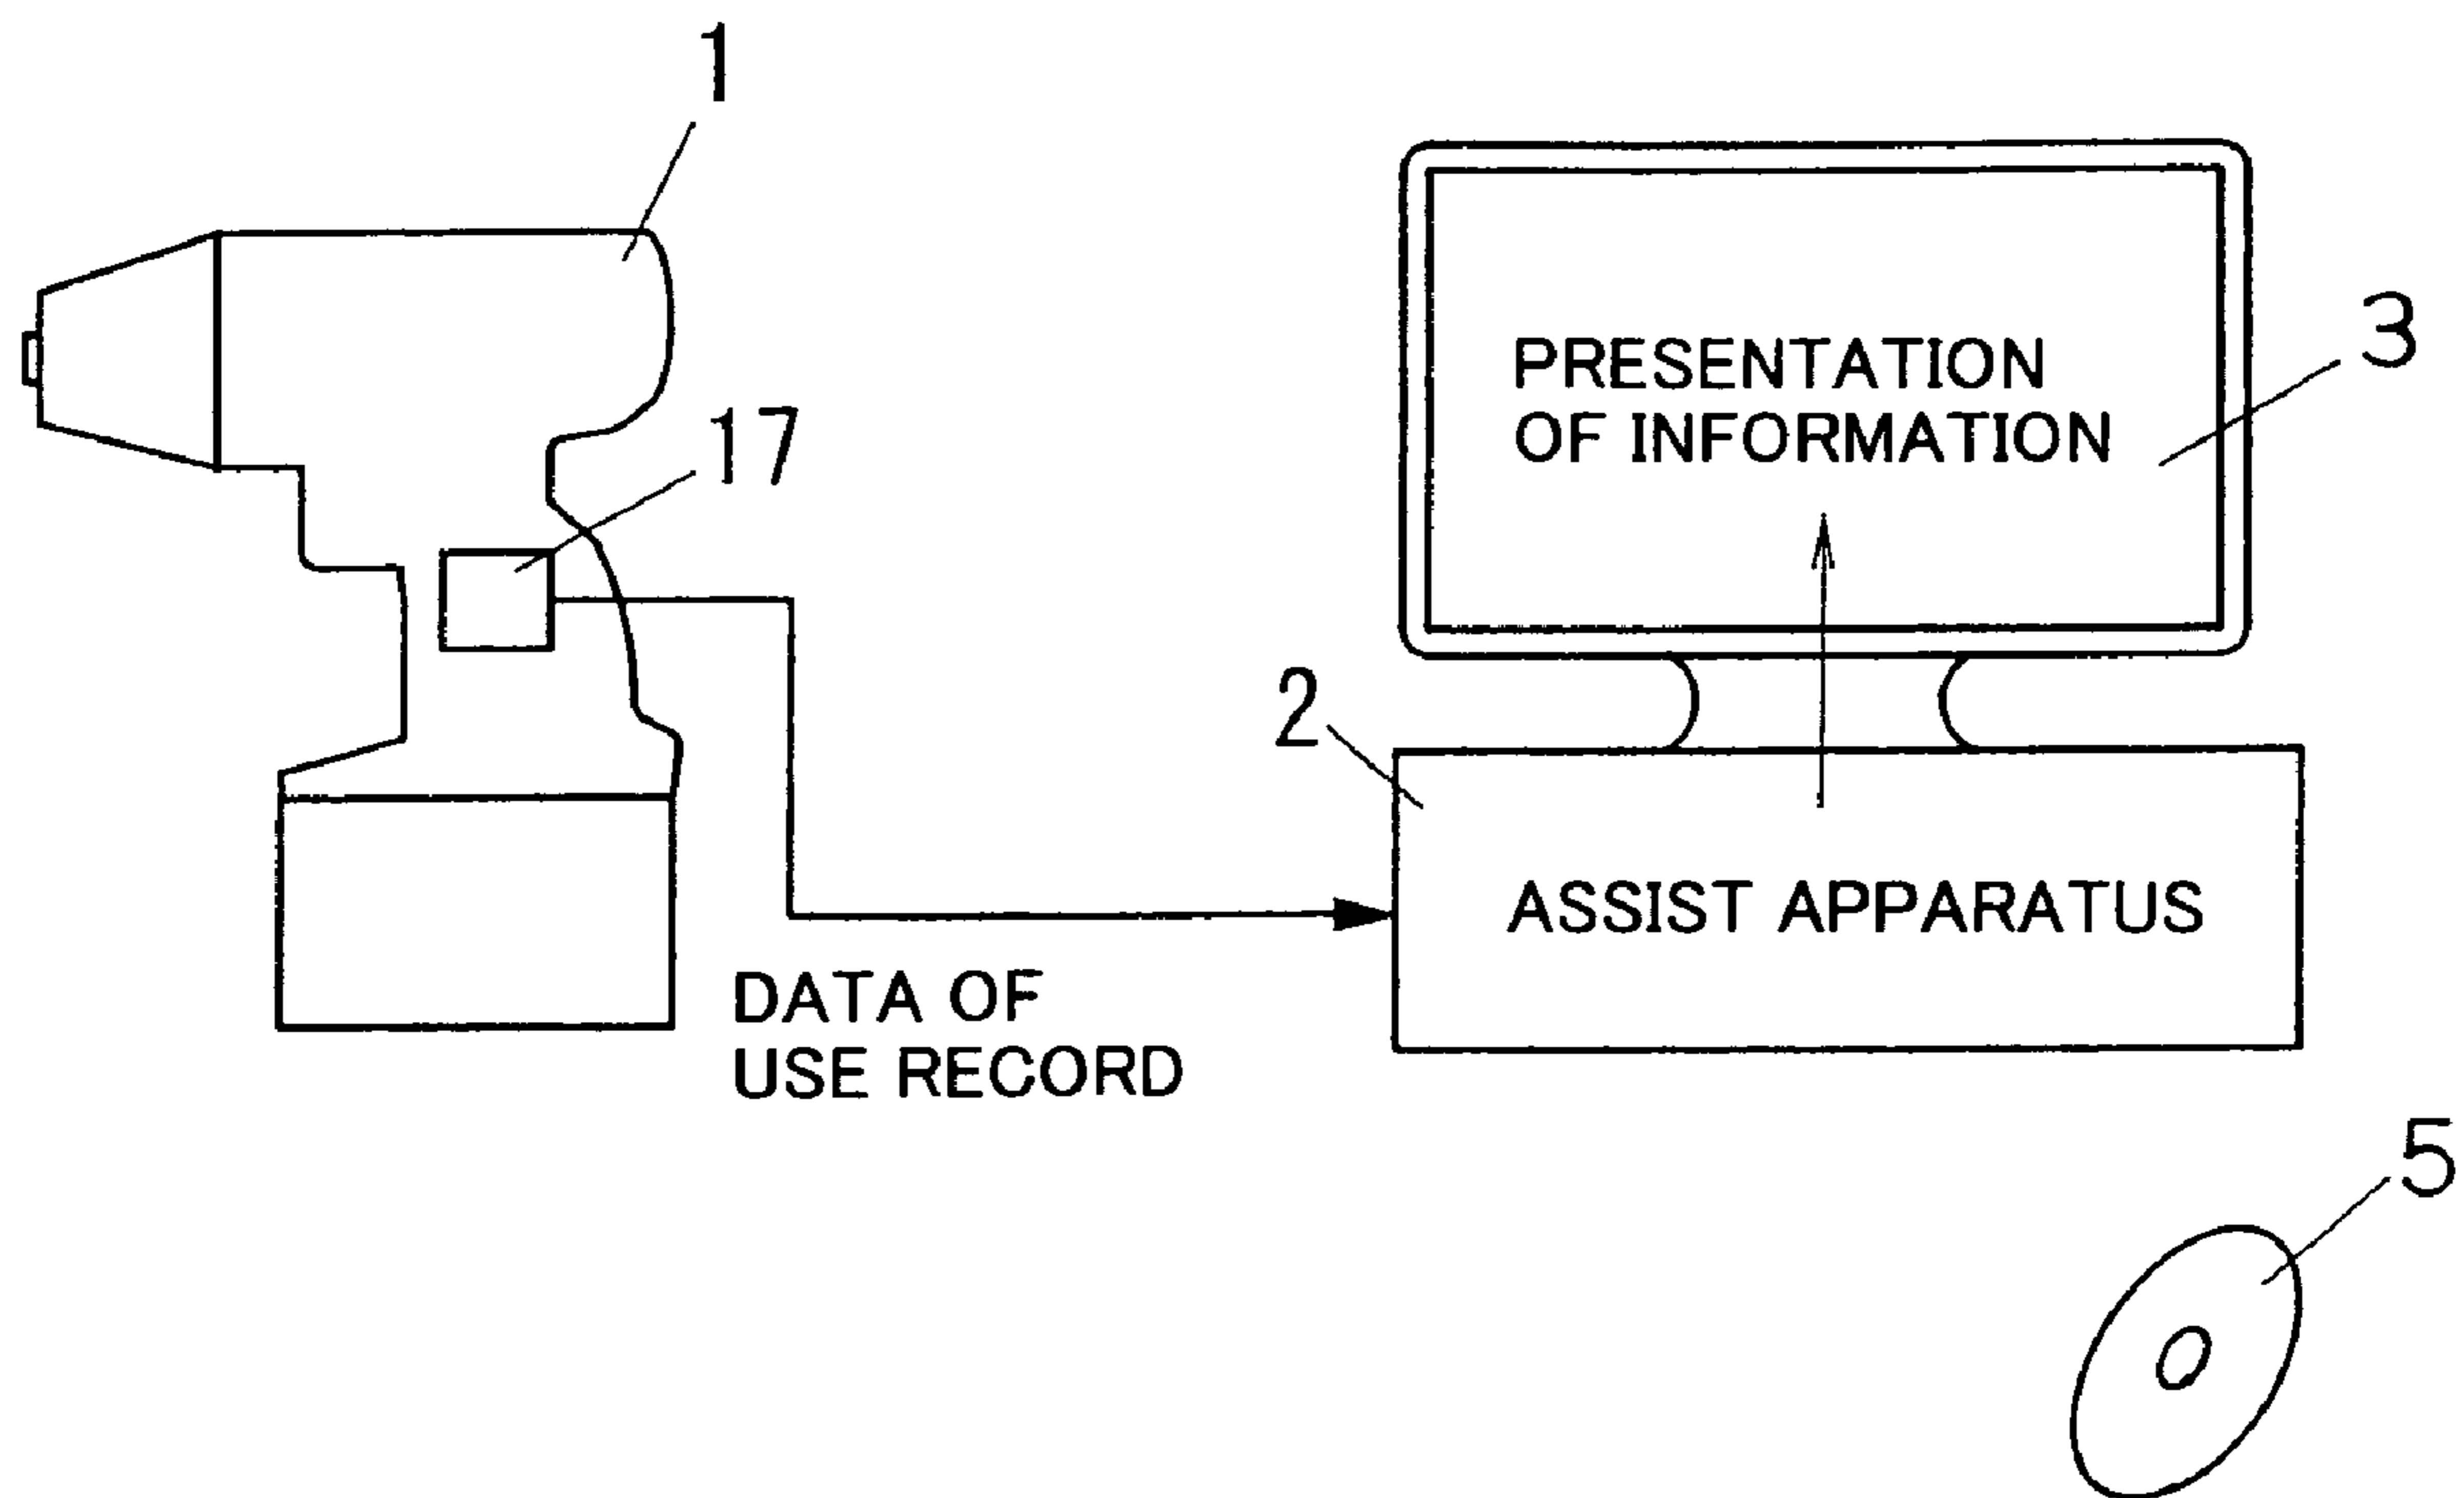 1
17
PRESENTATION
OF INFORMATION
3
2
ASSIST APPARATUS
DATA OF
USE RECORD
5